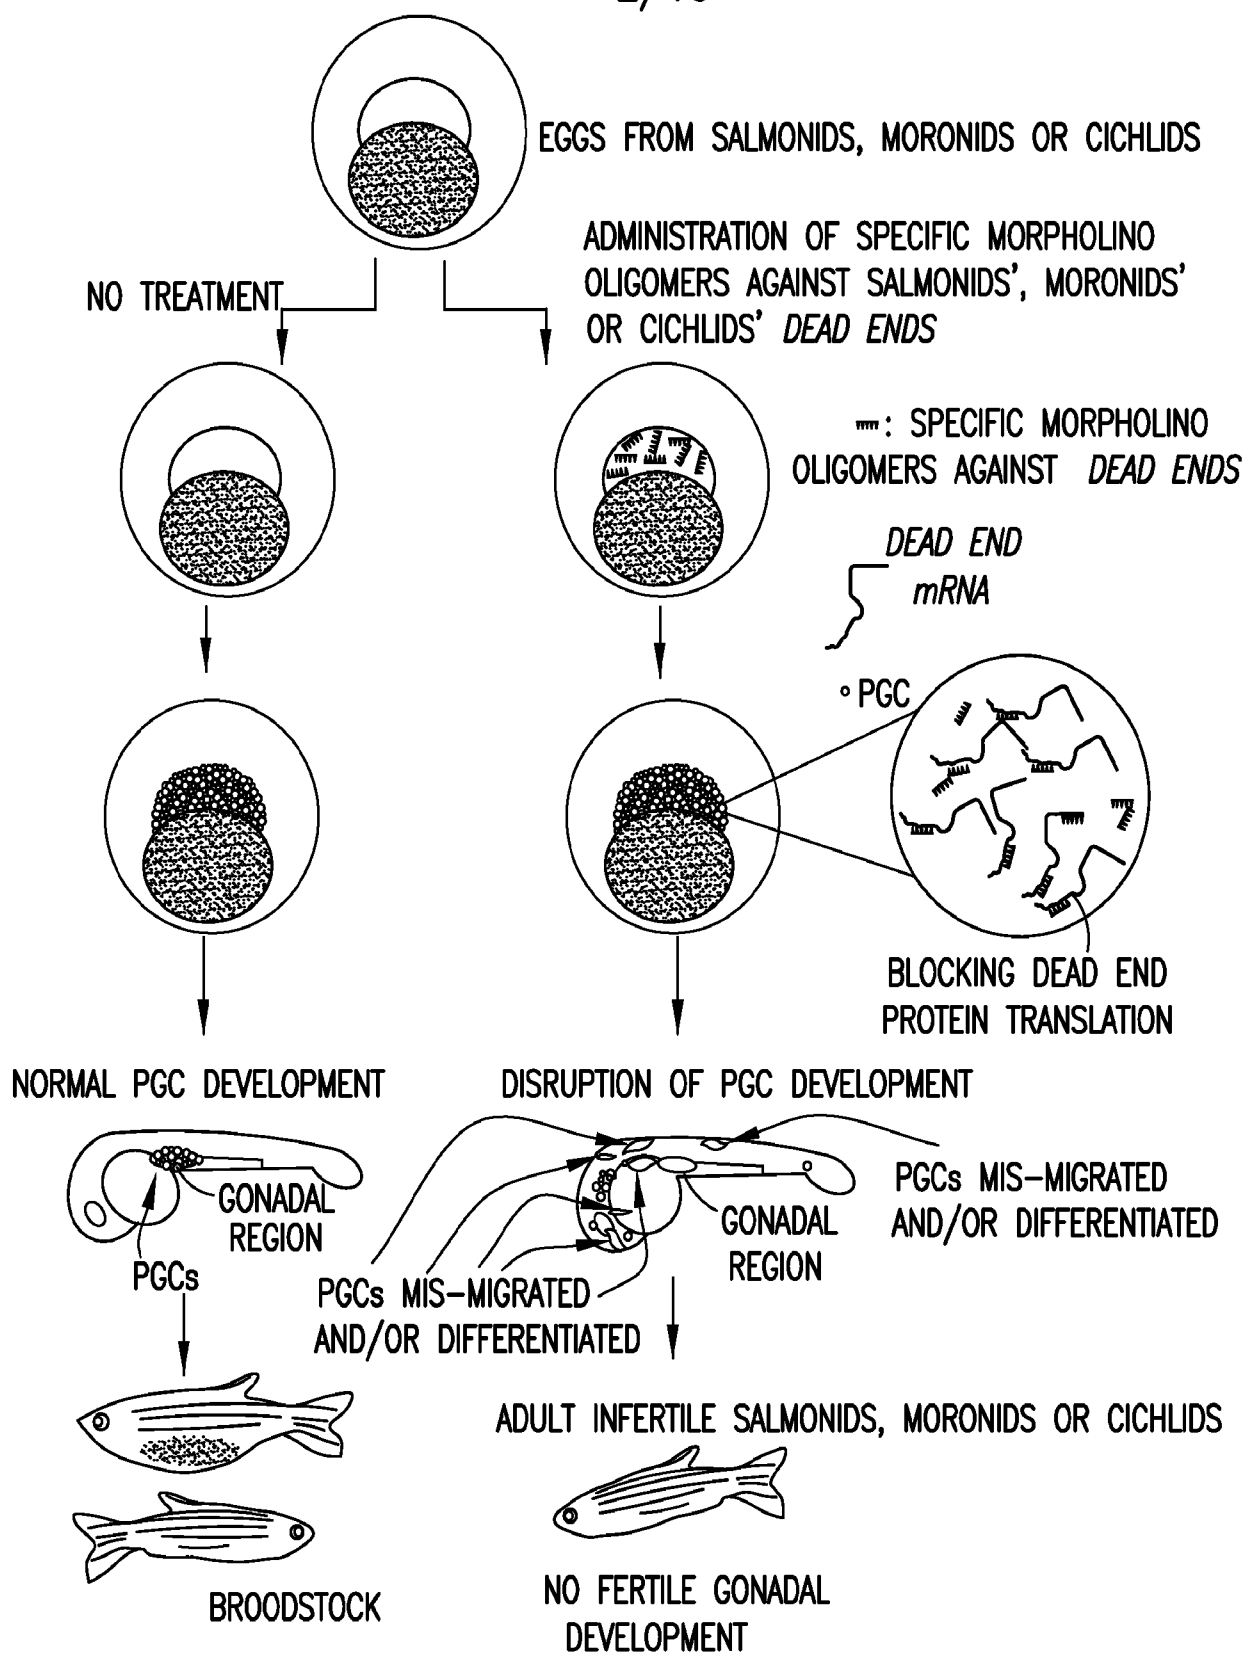 EGGS FROM SALMONIDS, MORONIDS OR CICHLIDS
ADMINISTRATION OF SPECIFIC MORPHOLINO
OLIGOMERS AGAINST SALMONIDS', MORONIDS'
OR CICHLIDS' DEAD ENDS
NO TREATMENT
: SPECIFIC MORPHOLINO
OLIGOMERS AGAINST DEAD ENDS
DEAD END
mRNA
PGC
BLOCKING DEAD END
PROTEIN TRANSLATION
NORMAL PGC DEVELOPMENT
DISRUPTION OF PGC DEVELOPMENT
GONADAL
REGION
PGCs
GONADAL
REGION
PGCs MIS-MIGRATED
AND/OR DIFFERENTIATED
PGCs MIS-MIGRATED
AND/OR DIFFERENTIATED
ADULT INFERTILE SALMONIDS, MORONIDS OR CICHLIDS
BROODSTOCK
NO FERTILE GONADAL
DEVELOPMENT